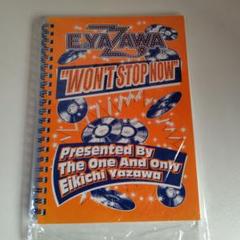 E.YAZAWA
"WON'T STOP NOW"
Presented By
The One And Only
Eikichi Yazawa